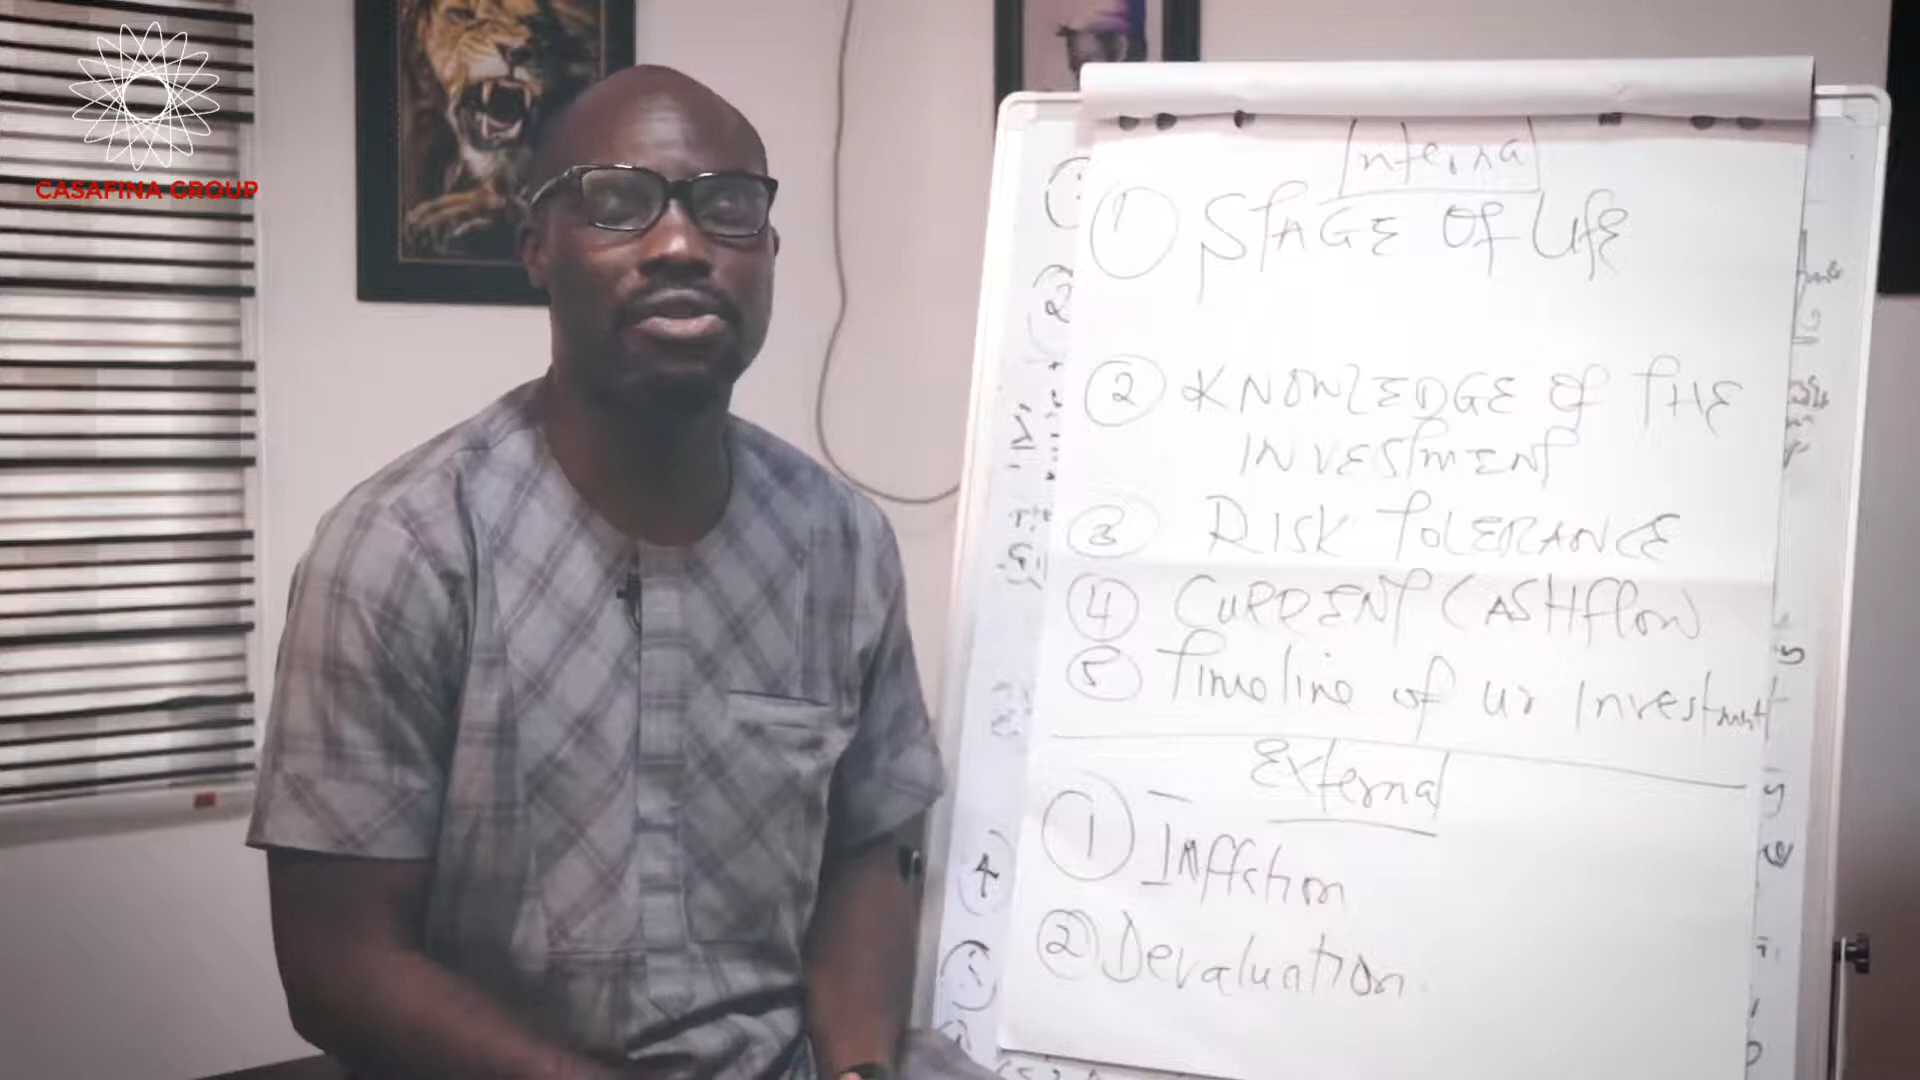 CASAFINA GROUP
Internal
1 STAGE OF LIFE
2 KNOWLEDGE OF THE
INVESTMENT
3 RISK TOLERANCE
4 CURRENT CASHFLOW
5 Timeline of ur Investment
External
1 Inflation
2 Devaluation